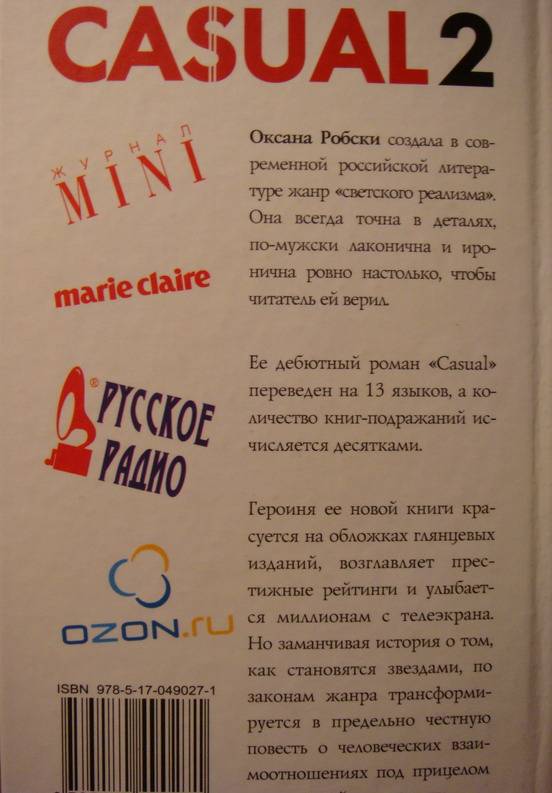 CASUAL 2
ЖУРНАЛ
MINI
marie claire
®
РУССКОЕ
РАДИО
OZON.ru
ISBN 978-5-17-049027-1
Оксана Робски создала в сов-
ременной российской литера-
туре жанр «светского реализма».
Она всегда точна в деталях,
по-мужски лаконична и иро-
нична ровно настолько, чтобы
читатель ей верил.
Ее дебютный роман «Casual»
переведен на 13 языков, а ко-
личество книг-подражаний ис-
числяется десятками.
Героиня ее новой книги кра-
суется на обложках глянцевых
изданий, возглавляет прес-
тижные рейтинги и улыбает-
ся миллионам с телеэкрана.
Но заманчивая история о том,
как становятся звездами, по
законам жанра трансформи-
руется в предельно честную
повесть о человеческих взаи-
моотношениях под прицелом